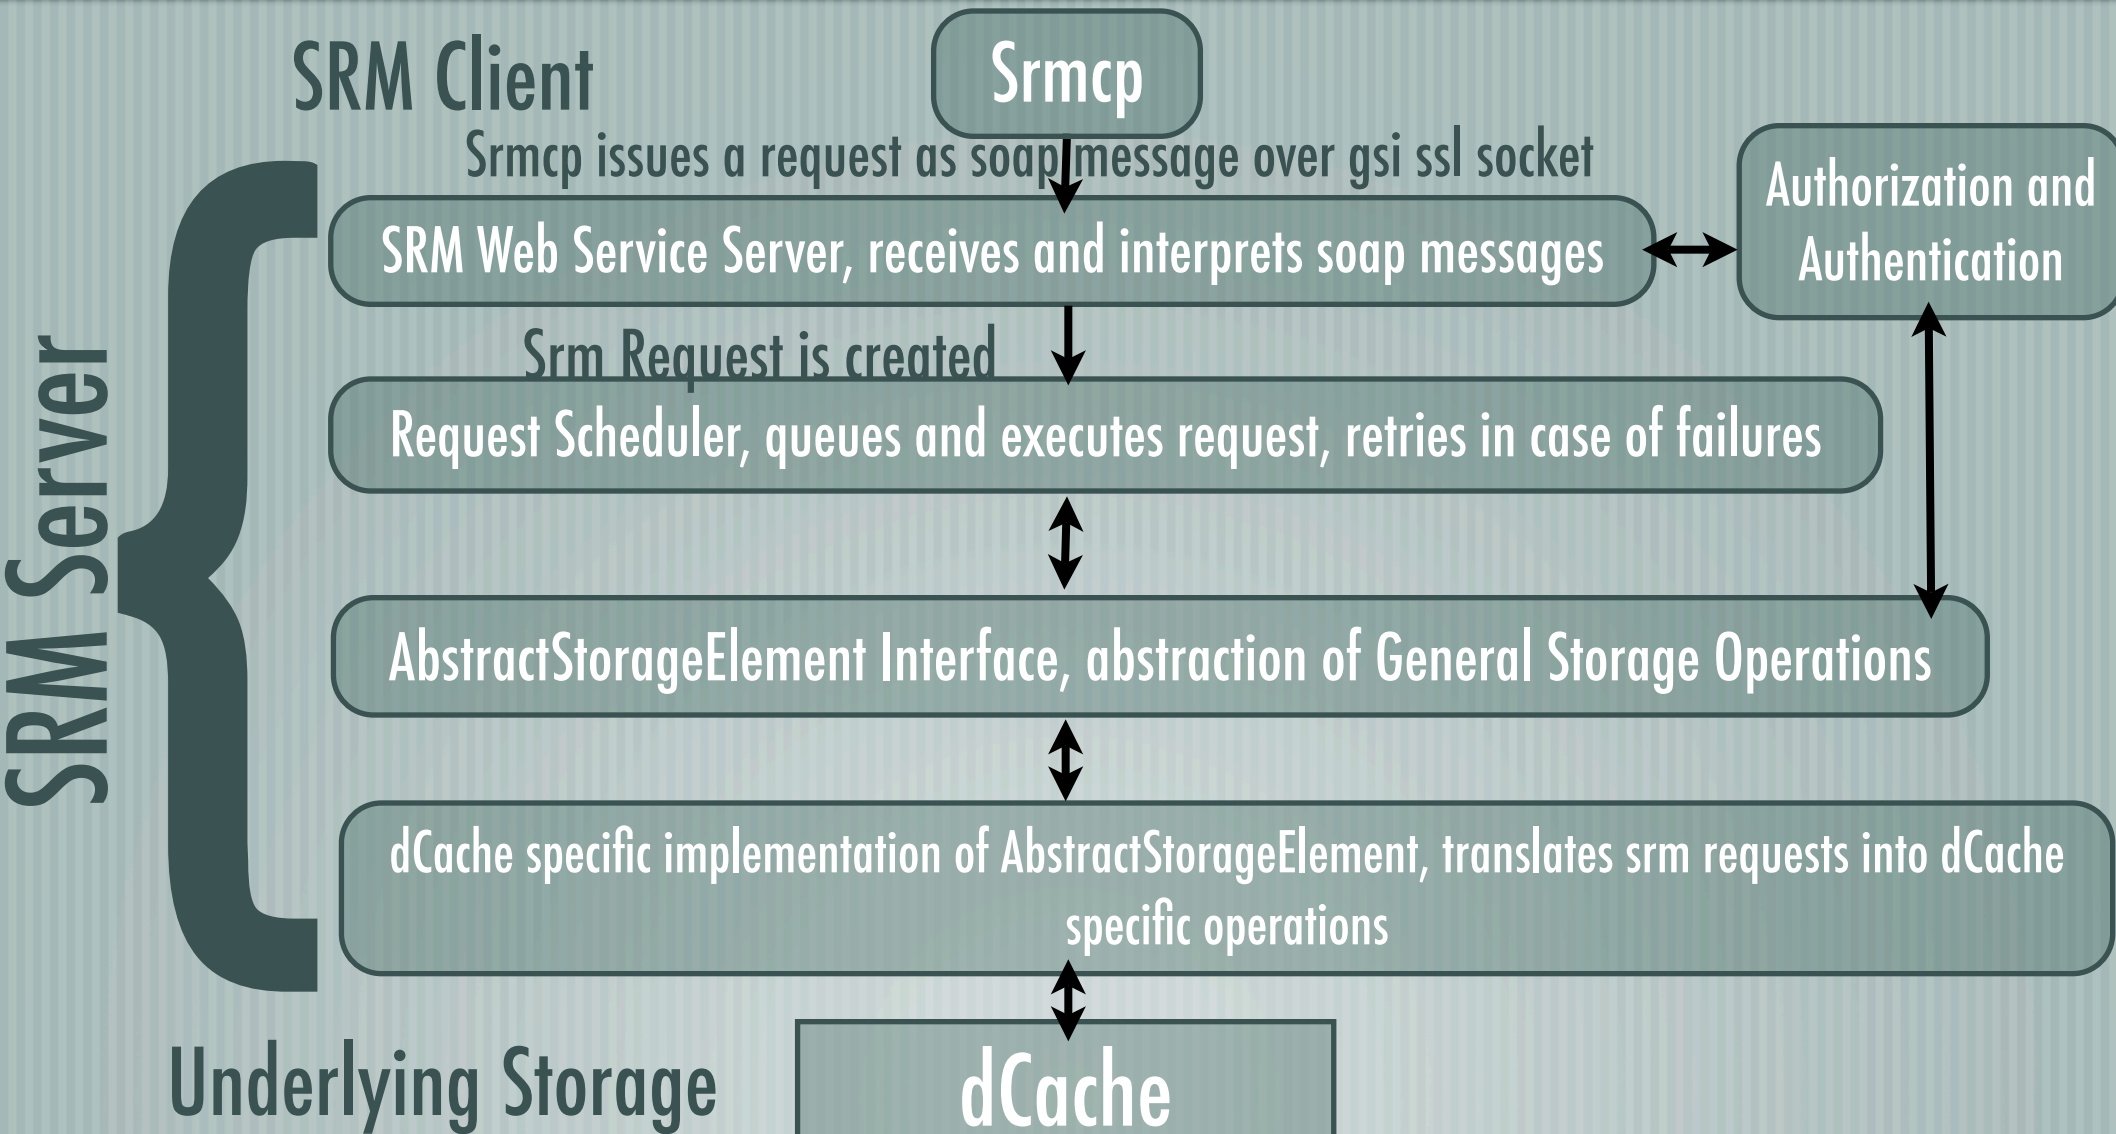 SRM Client
Srmcp
Srmcp issues a request as soap message over gsi ssl socket
Authorization and
Authentication
SRM Web Service Server, receives and interprets soap messages
Srm Request is created
Request Scheduler, queues and executes request, retries in case of failures
SRM Server
AbstractStorageElement Interface, abstraction of General Storage Operations
dCache specific implementation of AbstractStorageElement, translates srm requests into dCache
specific operations
Underlying Storage
dCache